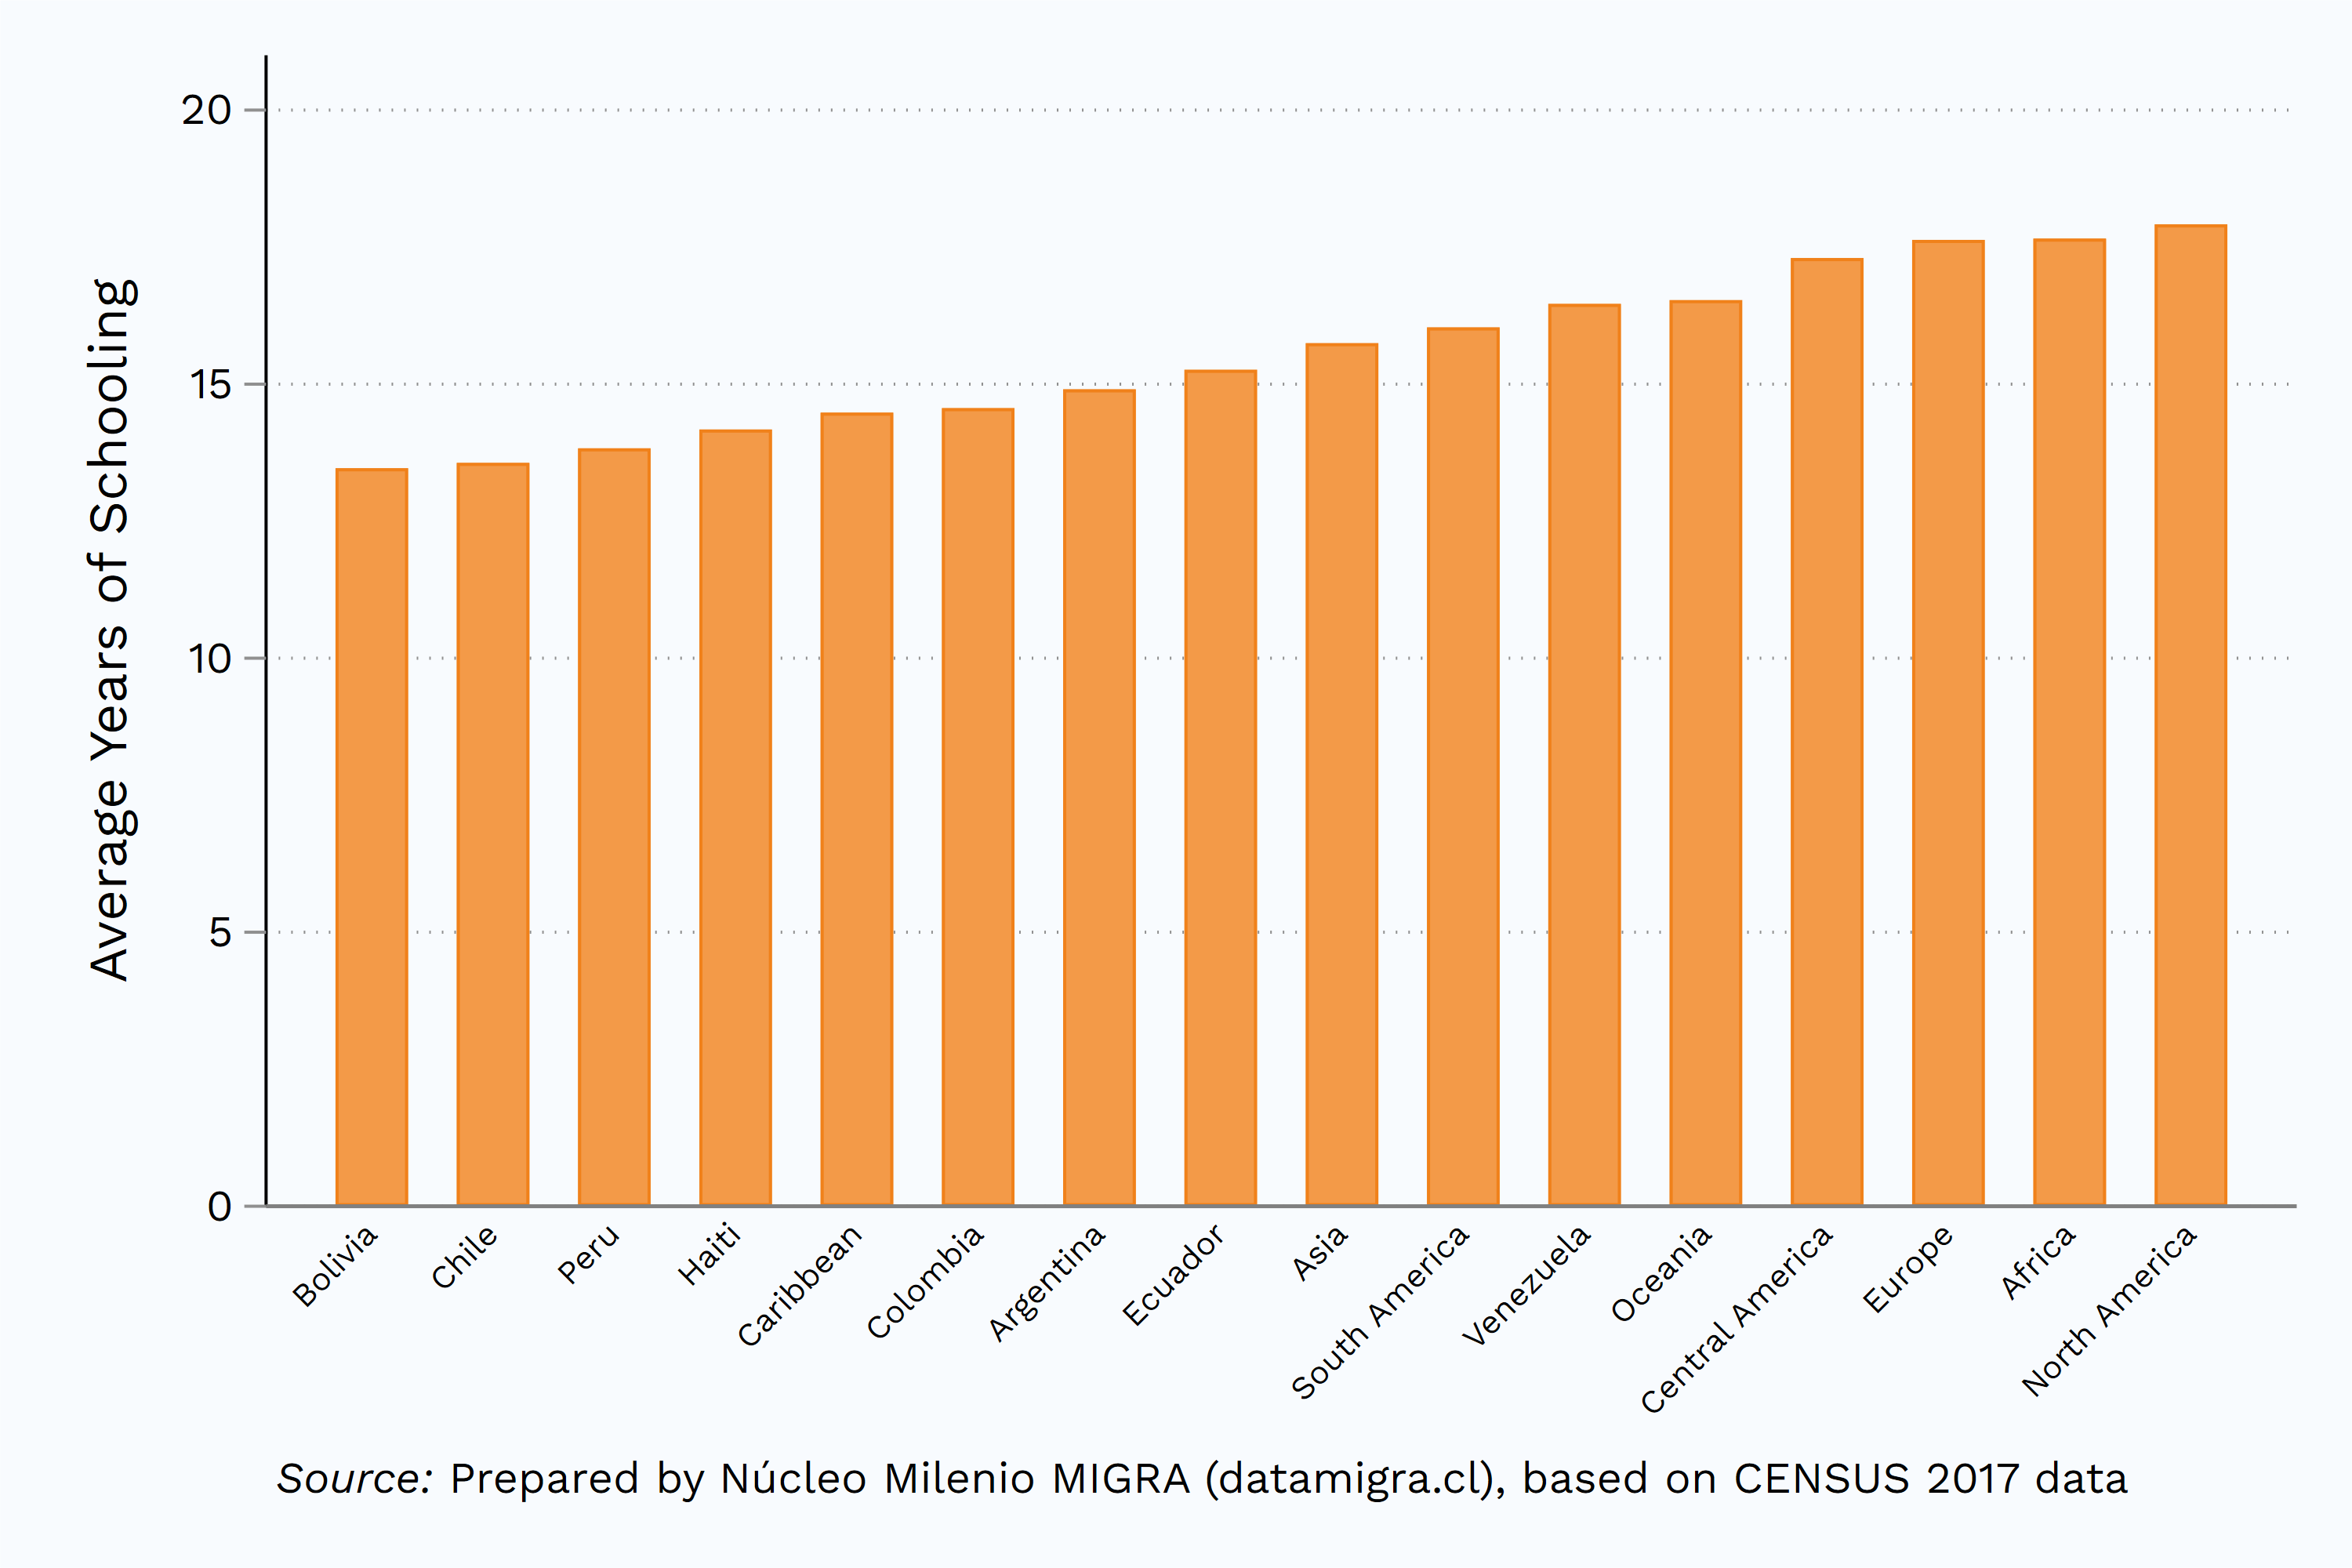 Average Years of Schooling
20
15
10
5
0
Bolivia
Chile
Peru
Haiti
Caribbean
Colombia
Argentina
Ecuador
Asia
South America
Venezuela
Oceania
Central America
Europe
Africa
North America
Source: Prepared by Núcleo Milenio MIGRA (datamigra.cl), based on CENSUS 2017 data